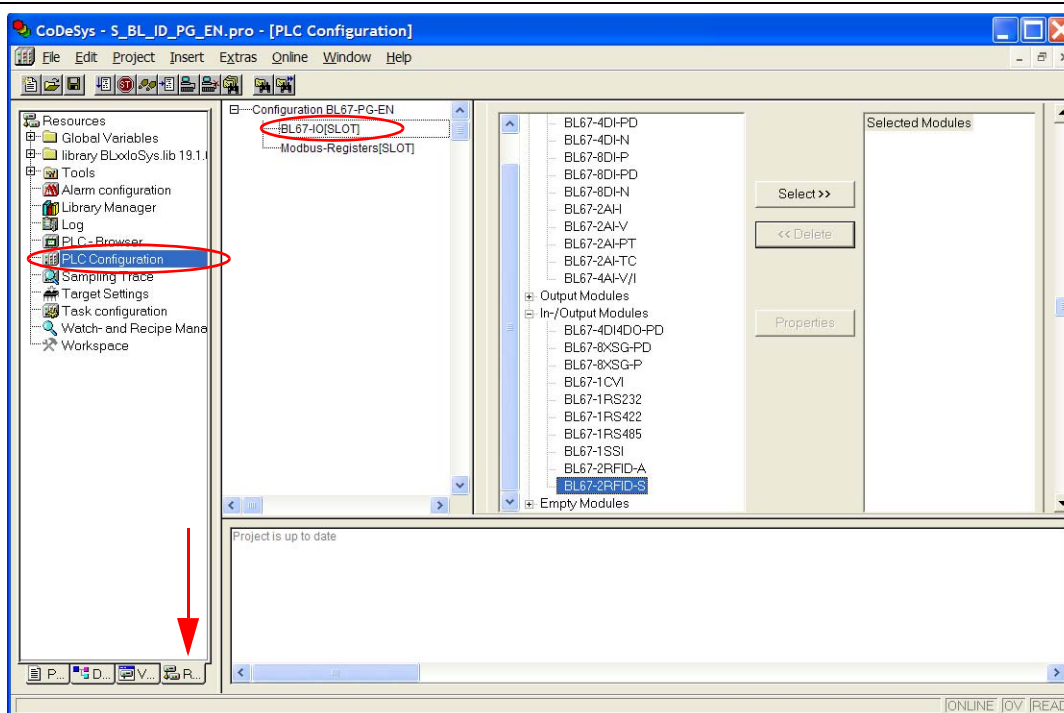 CoDeSys - S_BL_ID_PG_EN.pro - [PLC Configuration]
File Edit Project Insert Extras Online Window Help
Resources
Global Variables
library BLxxIoSys.lib 19.1.
Tools
Alarm configuration
Library Manager
Log
PLC - Browser
PLC Configuration
Sampling Trace
Target Settings
Task configuration
Watch- and Recipe Mana
Workspace
P... D... V... R...
Configuration BL67-PG-EN
BL67-IO[SLOT]
Modbus-Registers[SLOT]
BL67-4DI-PD
BL67-4DI-N
BL67-8DI-P
BL67-8DI-PD
BL67-8DI-N
BL67-2AI-I
BL67-2AI-V
BL67-2AI-PT
BL67-2AI-TC
BL67-4AI-V/I
Output Modules
In-/Output Modules
BL67-4DI4DO-PD
BL67-8XSG-PD
BL67-8XSG-P
BL67-1CVI
BL67-1RS232
BL67-1RS422
BL67-1RS485
BL67-1SSI
BL67-2RFID-A
BL67-2RFID-S
Empty Modules
Select >>
<< Delete
Properties
Selected Modules
Project is up to date
ONLINE OV READ